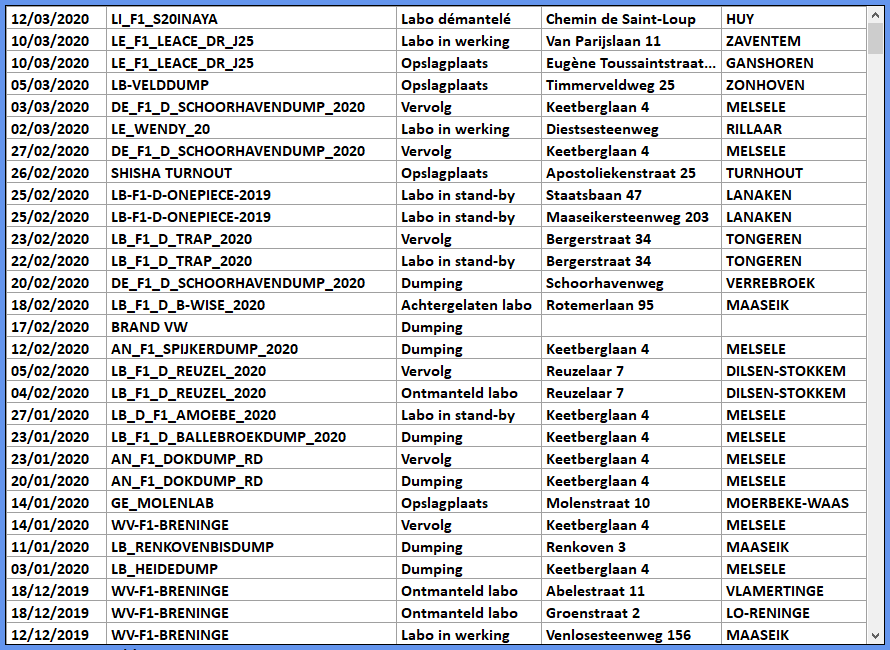 12/03/2020 LI_F1_S20INAYA Labo démantelé Chemin de Saint-Loup HUY
10/03/2020 LE_F1_LEACE_DR_J25 Labo in werking Van Parijslaan 11 ZAVENTEM
10/03/2020 LE_F1_LEACE_DR_J25 Opslagplaats Eugène Toussaintstraat... GANSHOREN
05/03/2020 LB-VELDDUMP Opslagplaats Timmerveldweg 25 ZONHOVEN
03/03/2020 DE_F1_D_SCHOORHAVENDUMP_2020 Vervolg Keetberglaan 4 MELSELE
02/03/2020 LE_WENDY_20 Labo in werking Diestsesteenweg RILLAAR
27/02/2020 DE_F1_D_SCHOORHAVENDUMP_2020 Vervolg Keetberglaan 4 MELSELE
26/02/2020 SHISHA TURNOUT Opslagplaats Apostoliekenstraat 25 TURNHOUT
25/02/2020 LB-F1-D-ONEPIECE-2019 Labo in stand-by Staatsbaan 47 LANAKEN
25/02/2020 LB-F1-D-ONEPIECE-2019 Labo in stand-by Maaseikersteenweg 203 LANAKEN
23/02/2020 LB_F1_D_TRAP_2020 Vervolg Bergerstraat 34 TONGEREN
22/02/2020 LB_F1_D_TRAP_2020 Labo in stand-by Bergerstraat 34 TONGEREN
20/02/2020 DE_F1_D_SCHOORHAVENDUMP_2020 Dumping Schoorhavenweg VERREBROEK
18/02/2020 LB_F1_D_B-WISE_2020 Achtergelaten labo Rotemerlaan 95 MAASEIK
17/02/2020 BRAND VW Dumping
12/02/2020 AN_F1_SPIJKERDUMP_2020 Dumping Keetberglaan 4 MELSELE
05/02/2020 LB_F1_D_REUZEL_2020 Vervolg Reuzelaar 7 DILSEN-STOKKEM
04/02/2020 LB_F1_D_REUZEL_2020 Ontmanteld labo Reuzelaar 7 DILSEN-STOKKEM
27/01/2020 LB_D_F1_AMOEBE_2020 Labo in stand-by Keetberglaan 4 MELSELE
23/01/2020 LB_F1_D_BALLEBROEKDUMP_2020 Dumping Keetberglaan 4 MELSELE
23/01/2020 AN_F1_DOKDUMP_RD Vervolg Keetberglaan 4 MELSELE
20/01/2020 AN_F1_DOKDUMP_RD Dumping Keetberglaan 4 MELSELE
14/01/2020 GE_MOLENLAB Opslagplaats Molenstraat 10 MOERBEKE-WAAS
14/01/2020 WV-F1-BRENINGE Vervolg Keetberglaan 4 MELSELE
11/01/2020 LB_RENKOVENBISDUMP Dumping Renkoven 3 MAASEIK
03/01/2020 LB_HEIDEDUMP Dumping Keetberglaan 4 MELSELE
18/12/2019 WV-F1-BRENINGE Ontmanteld labo Abelestraat 11 VLAMERTINGE
18/12/2019 WV-F1-BRENINGE Ontmanteld labo Groenstraat 2 LO-RENINGE
12/12/2019 WV-F1-BRENINGE Labo in werking Venlosesteenweg 156 MAASEIK